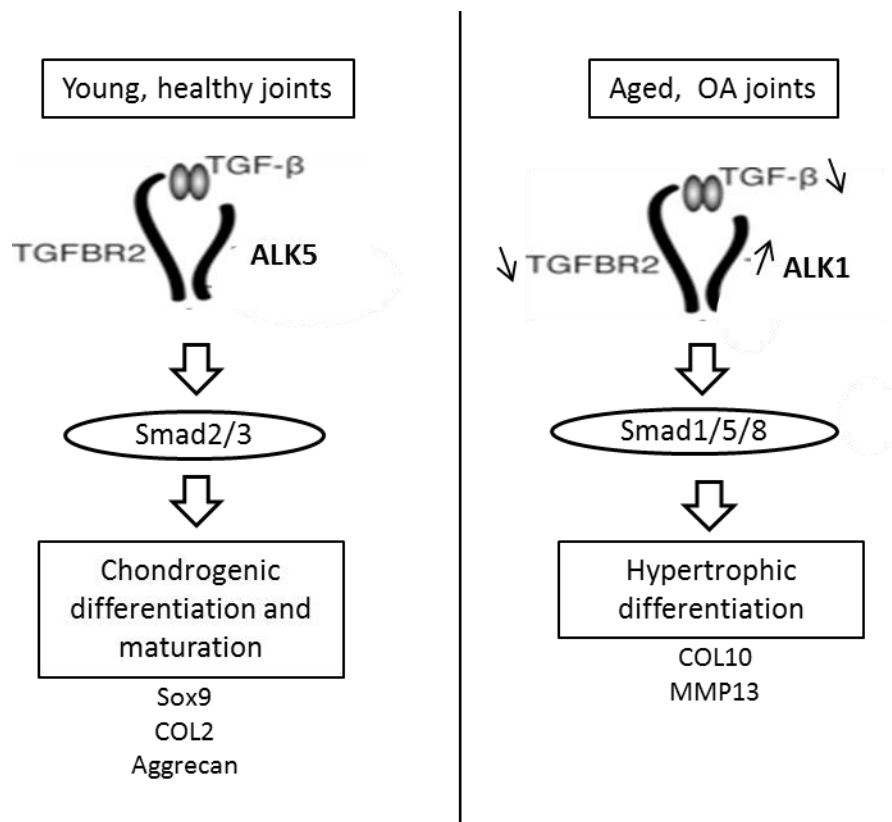 Young, healthy joints
TGF-β
TGFBR2
ALK5
Smad2/3
Chondrogenic
differentiation and
maturation
Sox9
COL2
Aggrecan
Aged, OA joints
TGF-β
TGFBR2
ALK1
Smad1/5/8
Hypertrophic
differentiation
COL10
MMP13